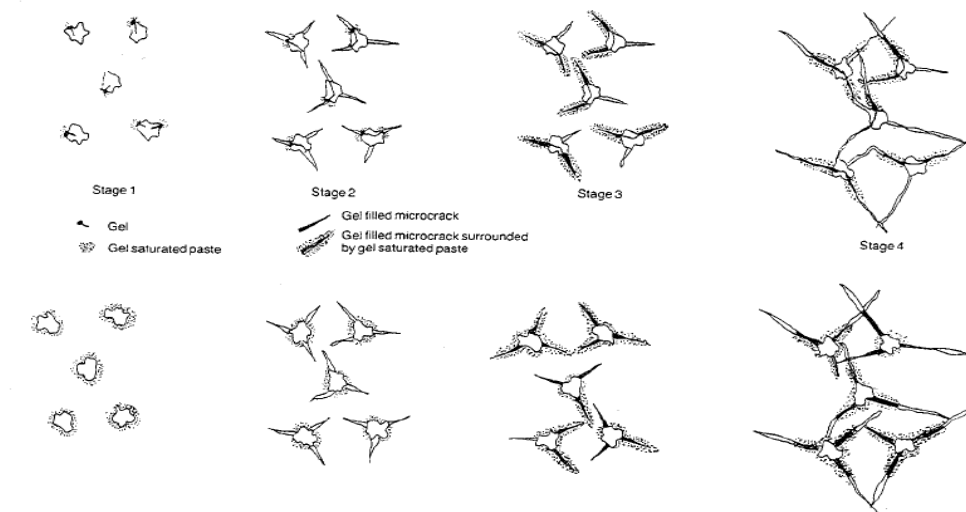 Stage 1
Stage 2
Stage 3
Gel
Gel saturated paste
Gel filled microcrack
Gel filled microcrack surrounded
by gel saturated paste
Stage 4